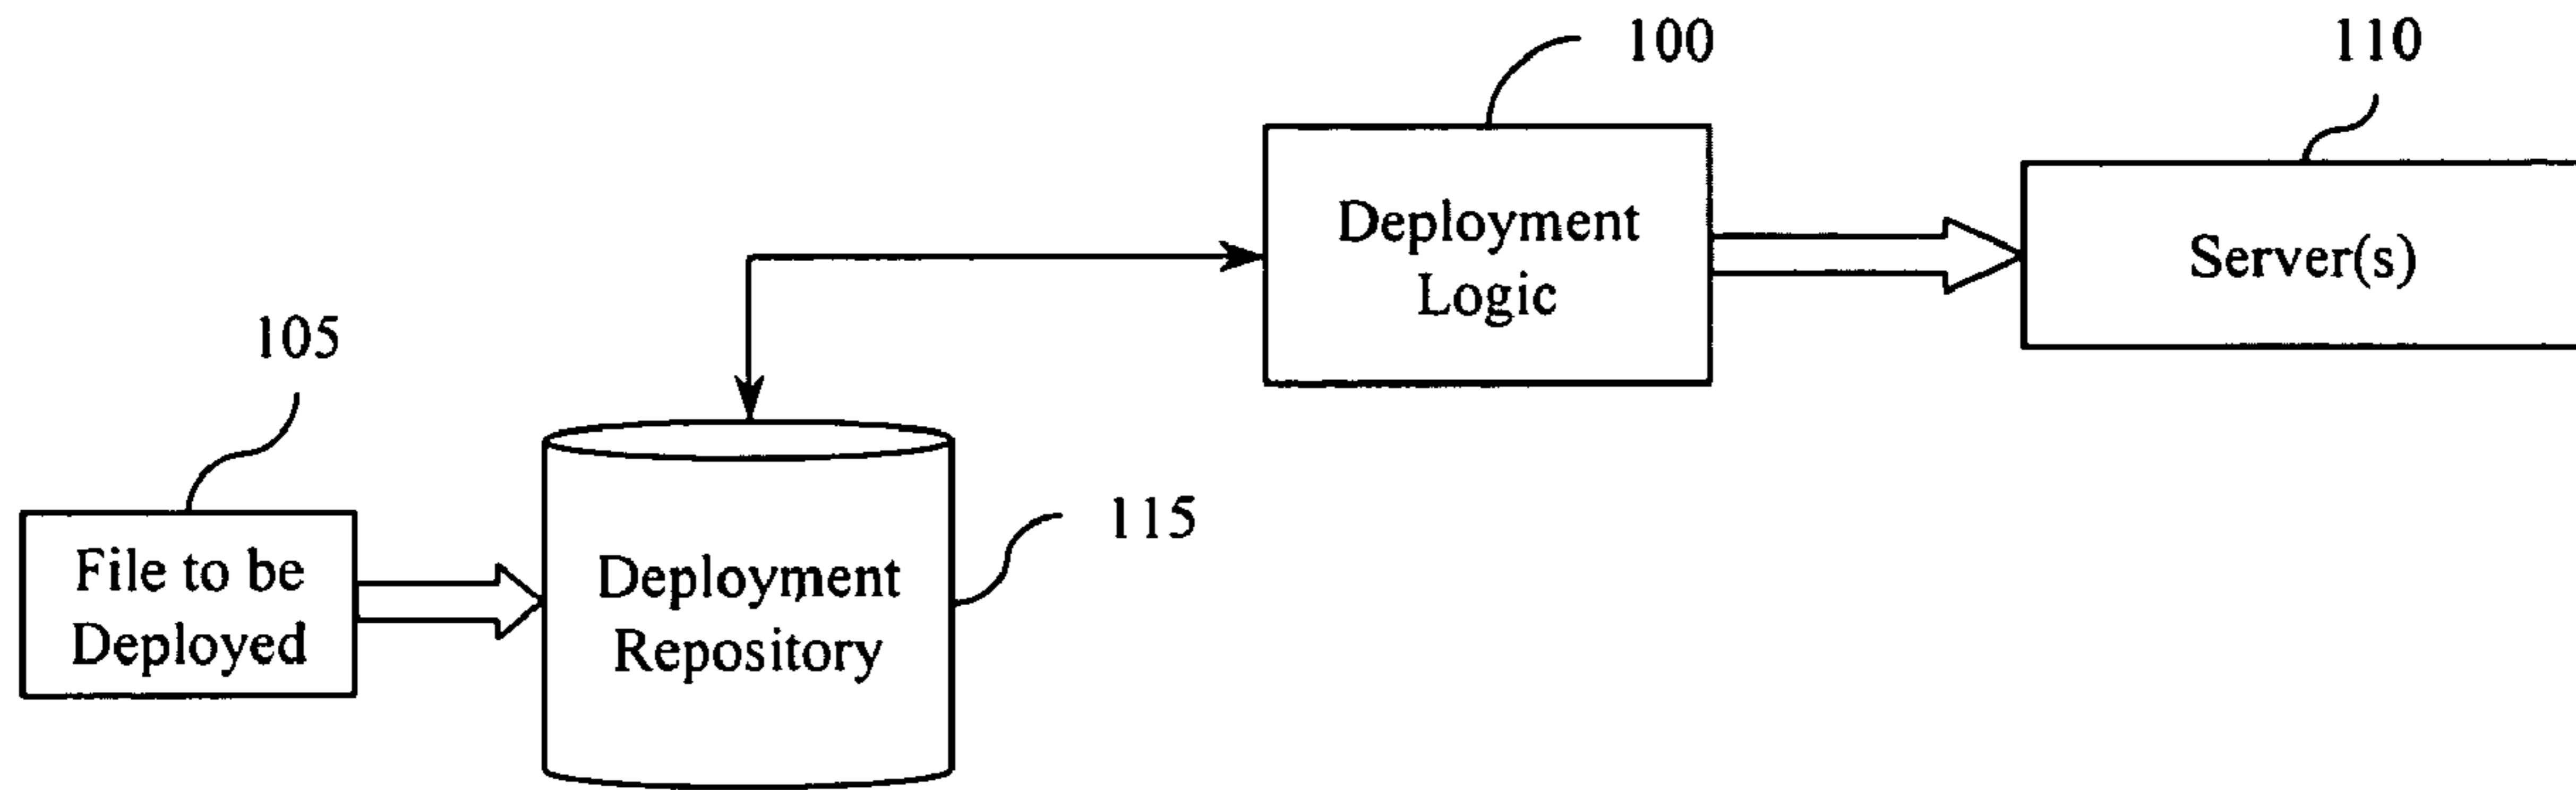 100
110
Deployment
Logic
Server(s)
105
115
File to be
Deployed
Deployment
Repository